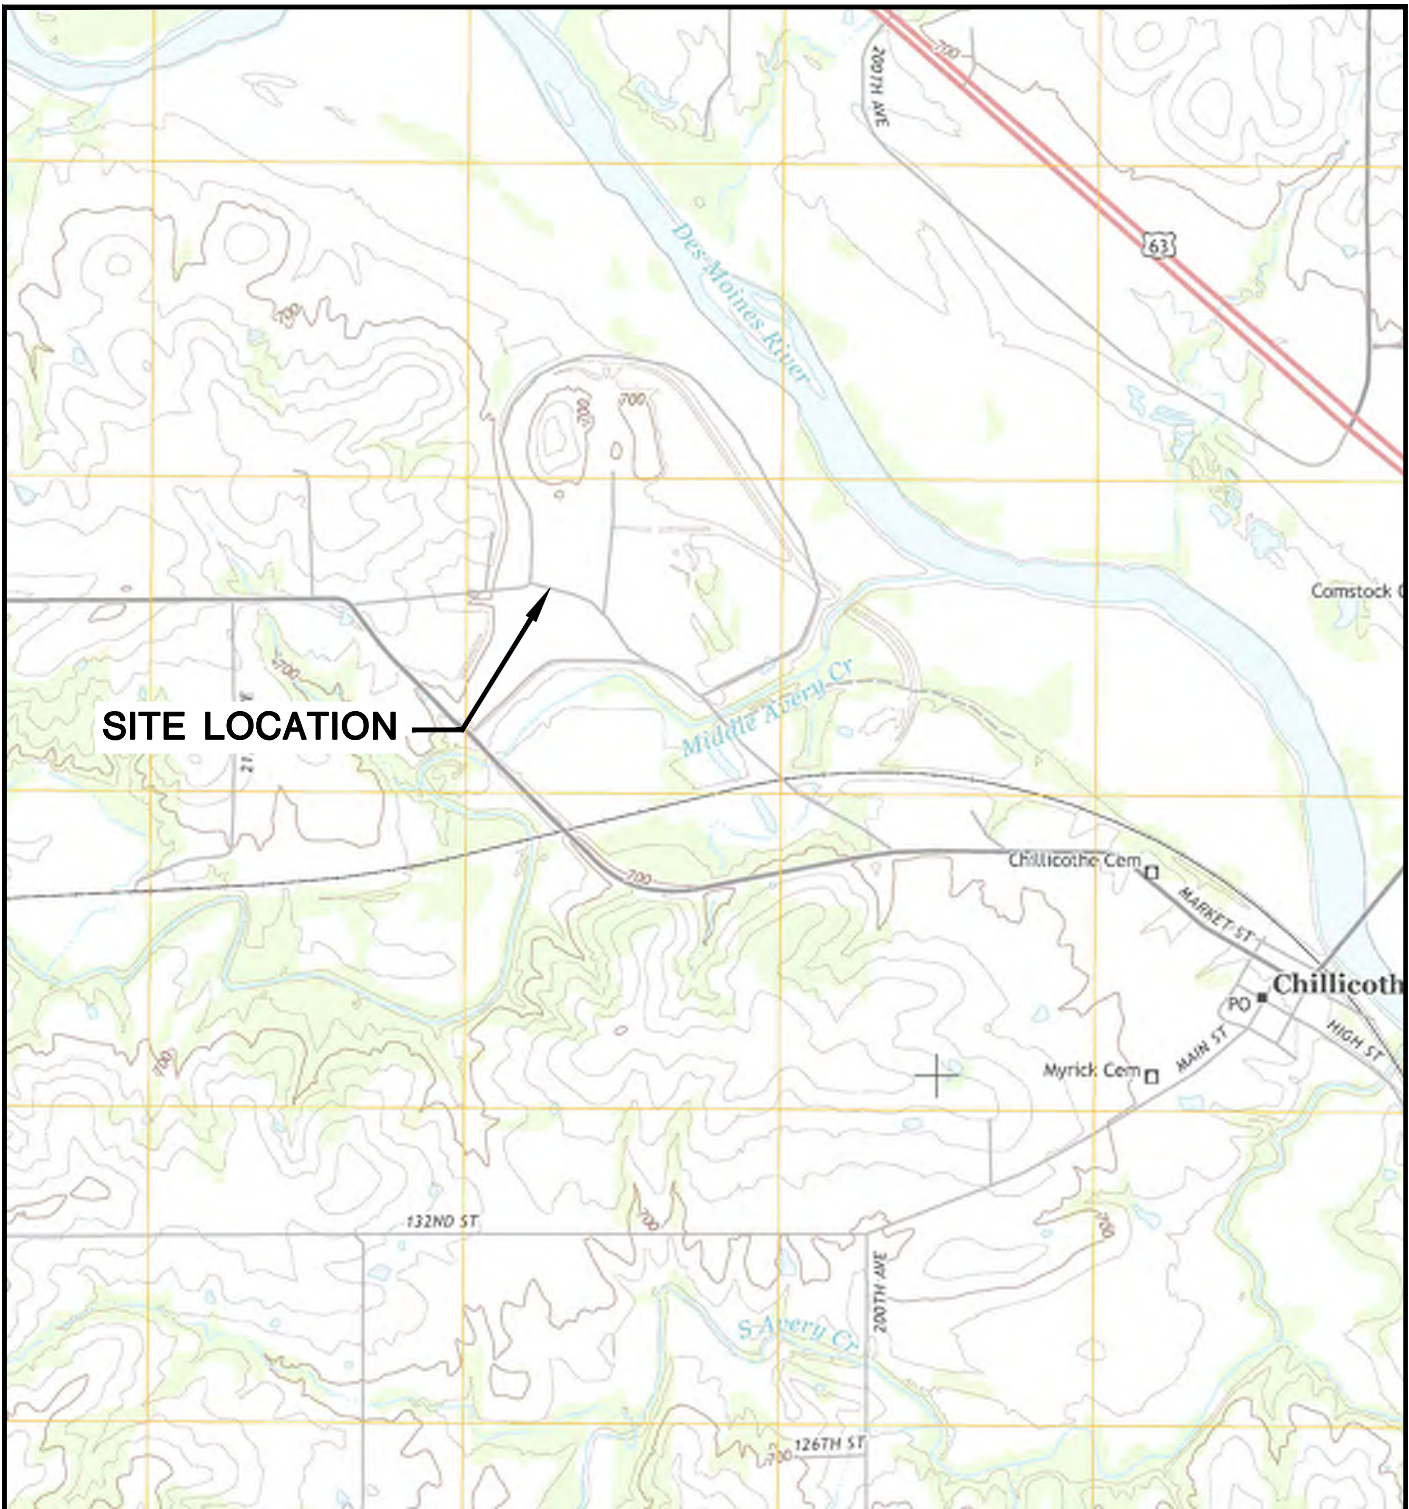 200TH AVE
700
63
Des Moines River
700
700
700
Comstock
700
SITE LOCATION
Middle Avery Cr
700
Chillicothe Cem
MARKET ST
Chillicoth
PO
HIGH ST
MAIN ST
700
Myrick Cem
132ND ST
700
700
200TH AVE
S Avery Cr
126TH ST
700